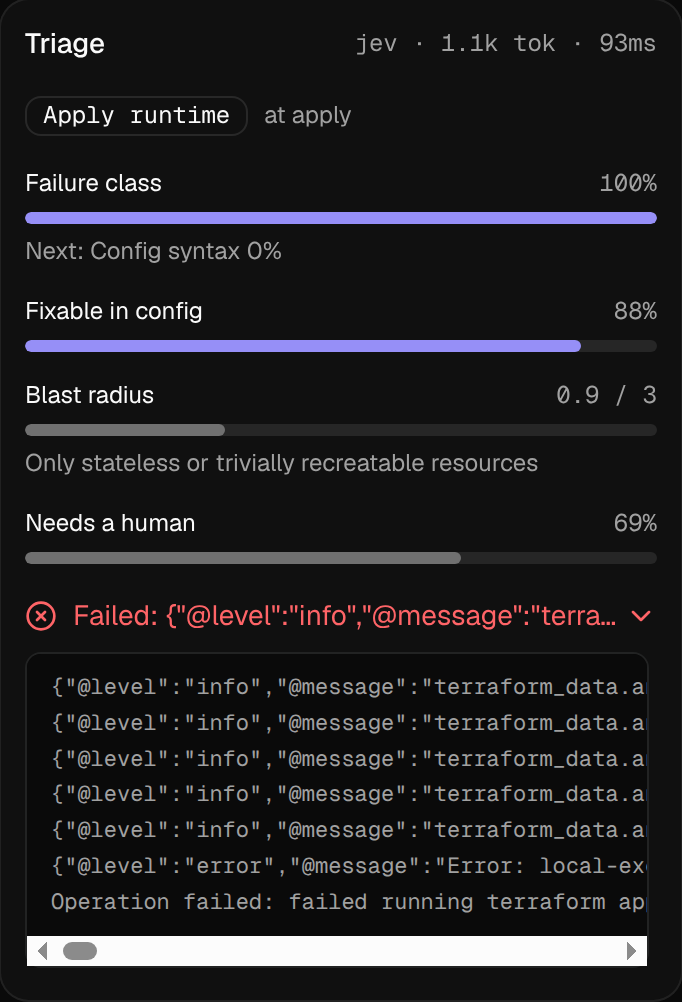 Triage
jev · 1.1k tok · 93ms
Apply runtime at apply
Failure class 100%
Next: Config syntax 0%
Fixable in config 88%
Blast radius 0.9 / 3
Only stateless or trivially recreatable resources
Needs a human 69%
Failed: {"@level":"info","@message":"terra…
{"@level":"info","@message":"terraform_data.a
{"@level":"info","@message":"terraform_data.a
{"@level":"info","@message":"terraform_data.a
{"@level":"info","@message":"terraform_data.a
{"@level":"info","@message":"terraform_data.a
{"@level":"error","@message":"Error: local-ex
Operation failed: failed running terraform ap